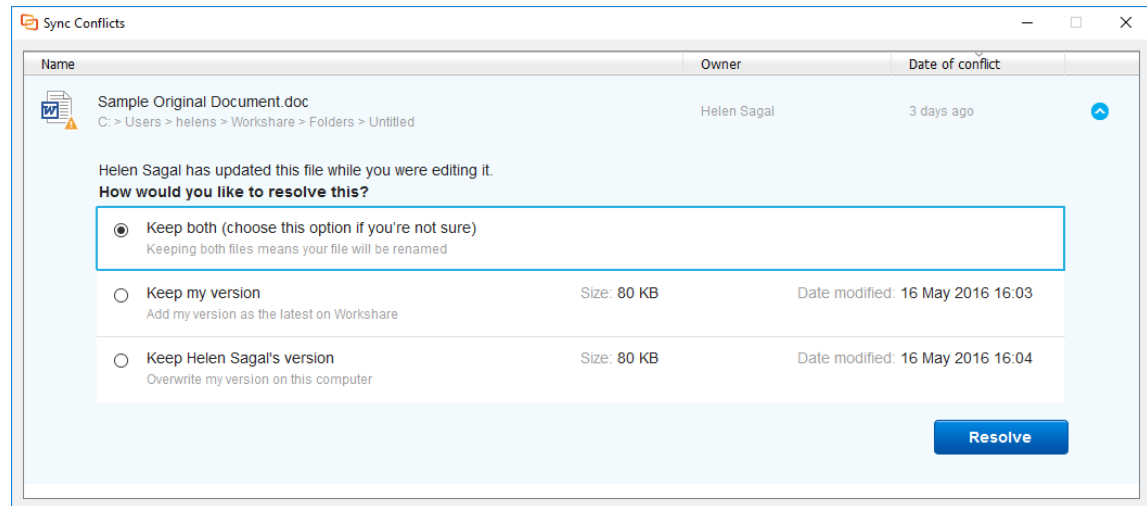 Sync Conflicts
Name Owner Date of conflict
Sample Original Document.doc
C: > Users > helens > Workshare > Folders > Untitled
Helen Sagal 3 days ago
Helen Sagal has updated this file while you were editing it.
How would you like to resolve this?
Keep both (choose this option if you're not sure)
Keeping both files means your file will be renamed
Keep my version Size: 80 KB Date modified: 16 May 2016 16:03
Add my version as the latest on Workshare
Keep Helen Sagal's version Size: 80 KB Date modified: 16 May 2016 16:04
Overwrite my version on this computer
Resolve